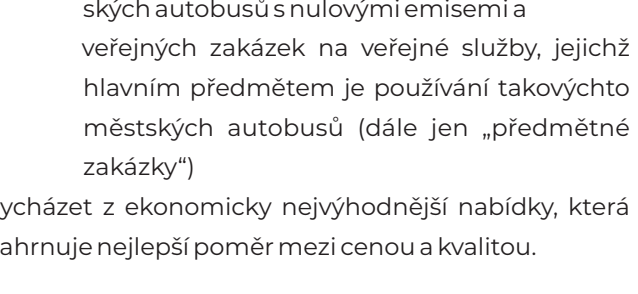 ských autobusů s nulovými emisemi a
veřejných zakázek na veřejné služby, jejichž
hlavním předmětem je používání takovýchto
městských autobusů (dále jen „předmětné
zakázky“)
ycházet z ekonomicky nejvýhodnější nabídky, která
ahrnuje nejlepší poměr mezi cenou a kvalitou.